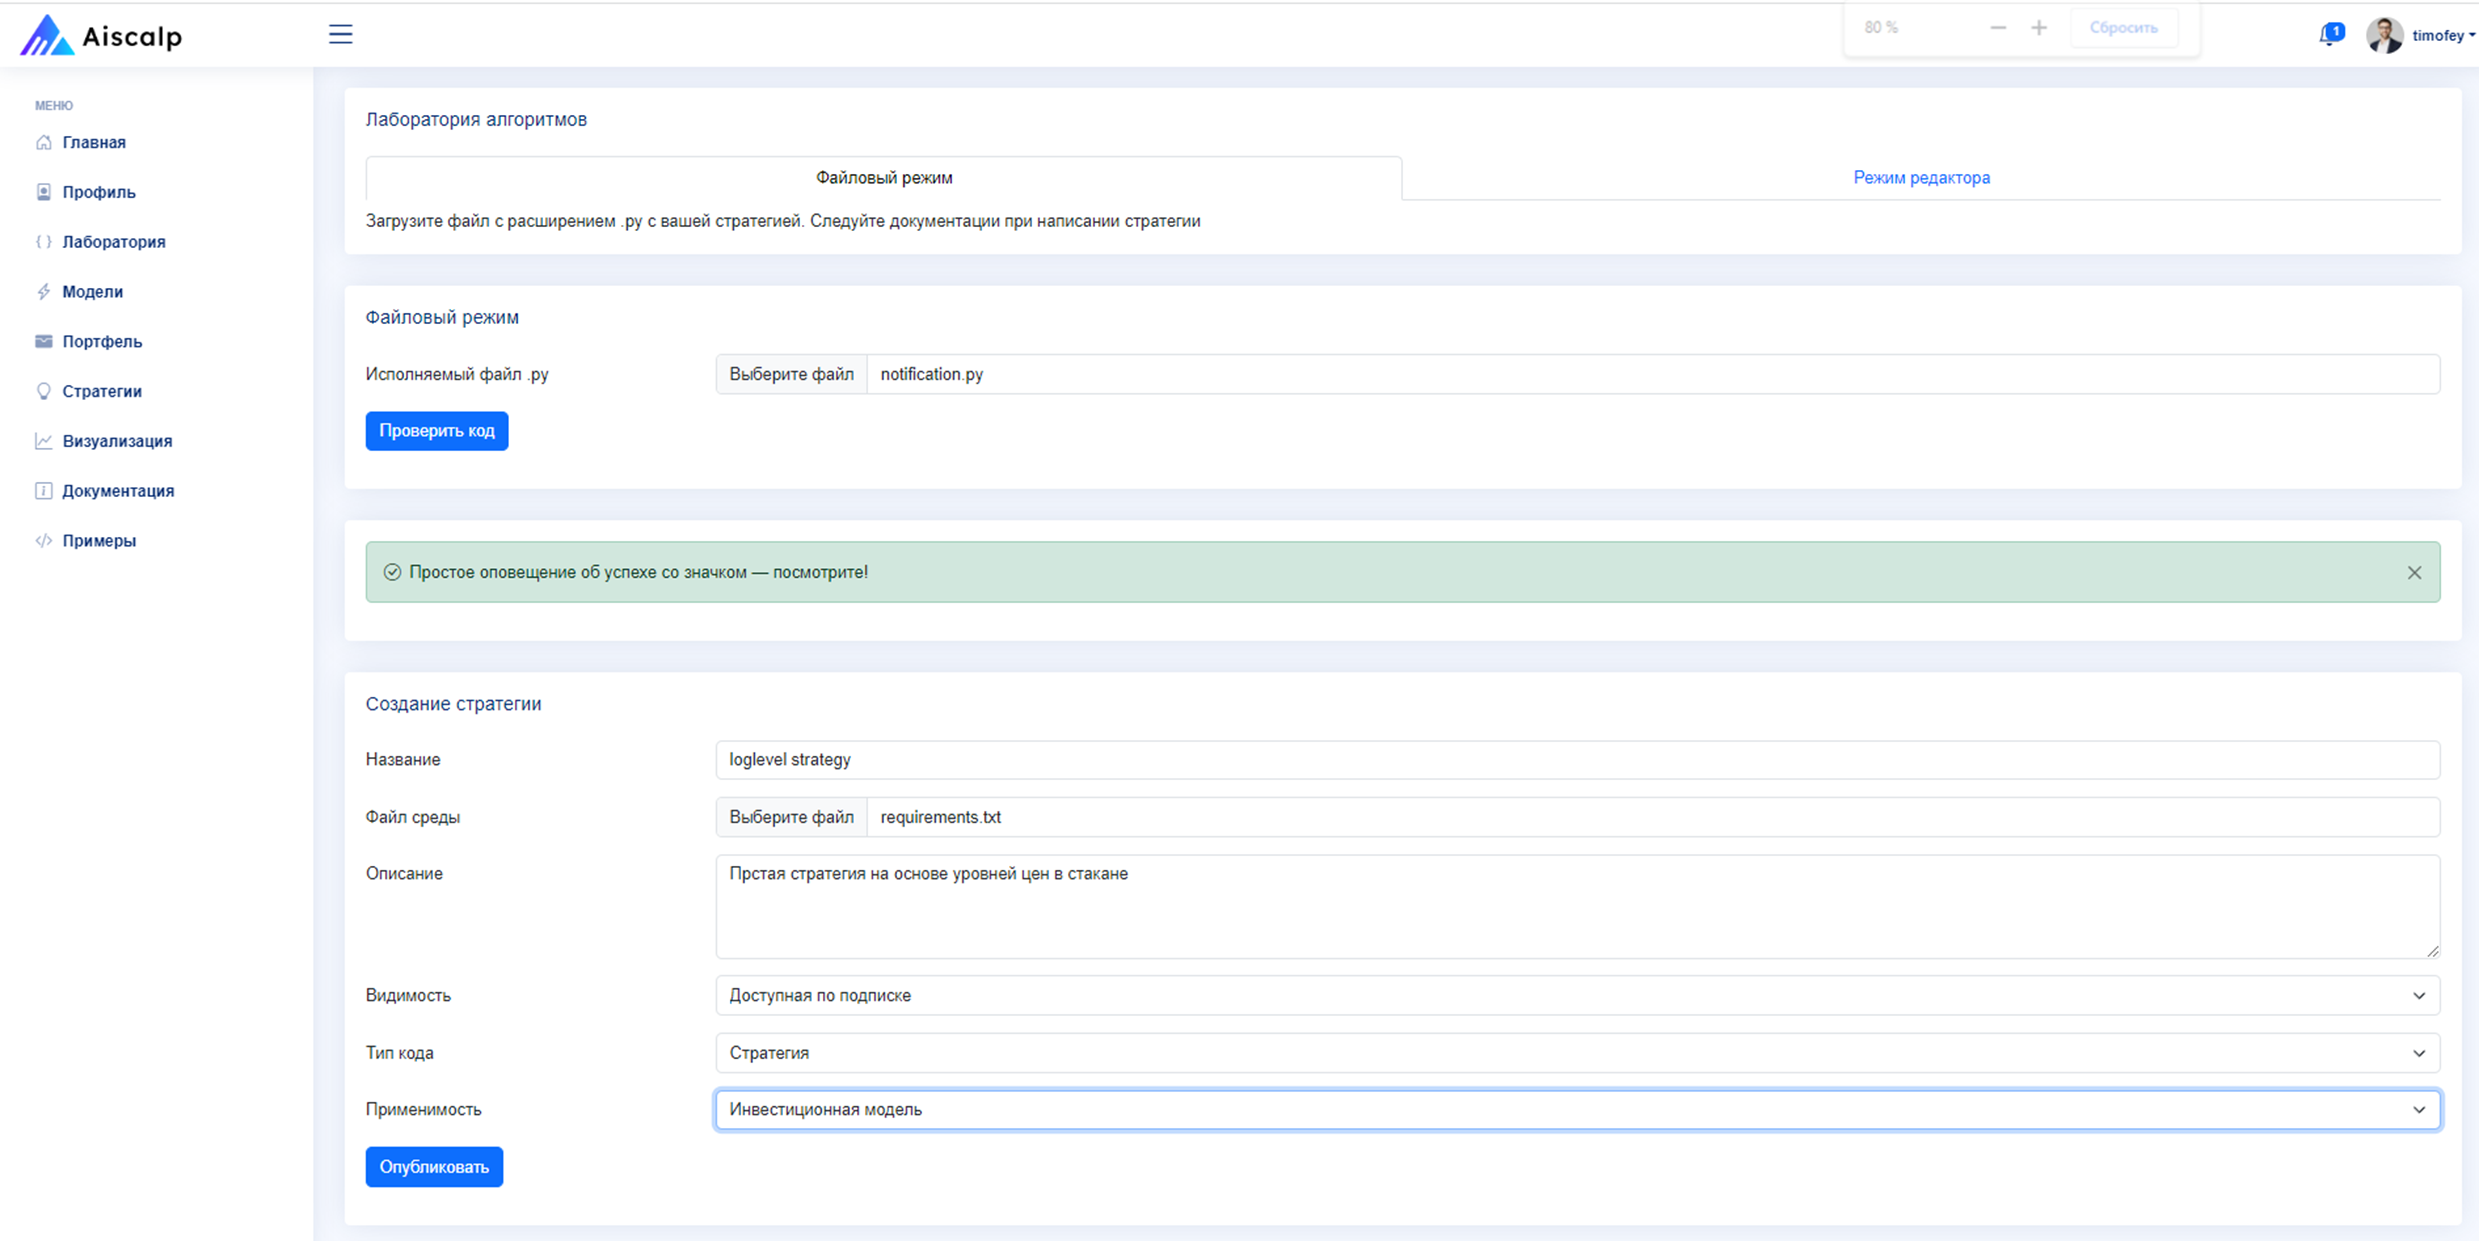 Aiscalp
80 %
Сбросить
1
timofey
МЕНЮ
Главная
Профиль
Лаборатория
Модели
Портфель
Стратегии
Визуализация
Документация
Примеры
Лаборатория алгоритмов
Файловый режим
Режим редактора
Загрузите файл с расширением .py с вашей стратегией. Следуйте документации при написании стратегии
Файловый режим
Исполняемый файл .py
Выберите файл notification.py
Проверить код
Простое оповещение об успехе со значком — посмотрите!
Создание стратегии
Название
loglevel strategy
Файл среды
Выберите файл requirements.txt
Описание
Прстая стратегия на основе уровней цен в стакане
Видимость
Доступная по подписке
Тип кода
Стратегия
Применимость
Инвестиционная модель
Опубликовать